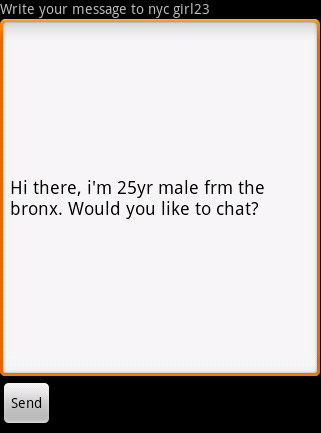 Write your message to nyc girl23
Hi there, i'm 25yr male frm the
bronx. Would you like to chat?
Send